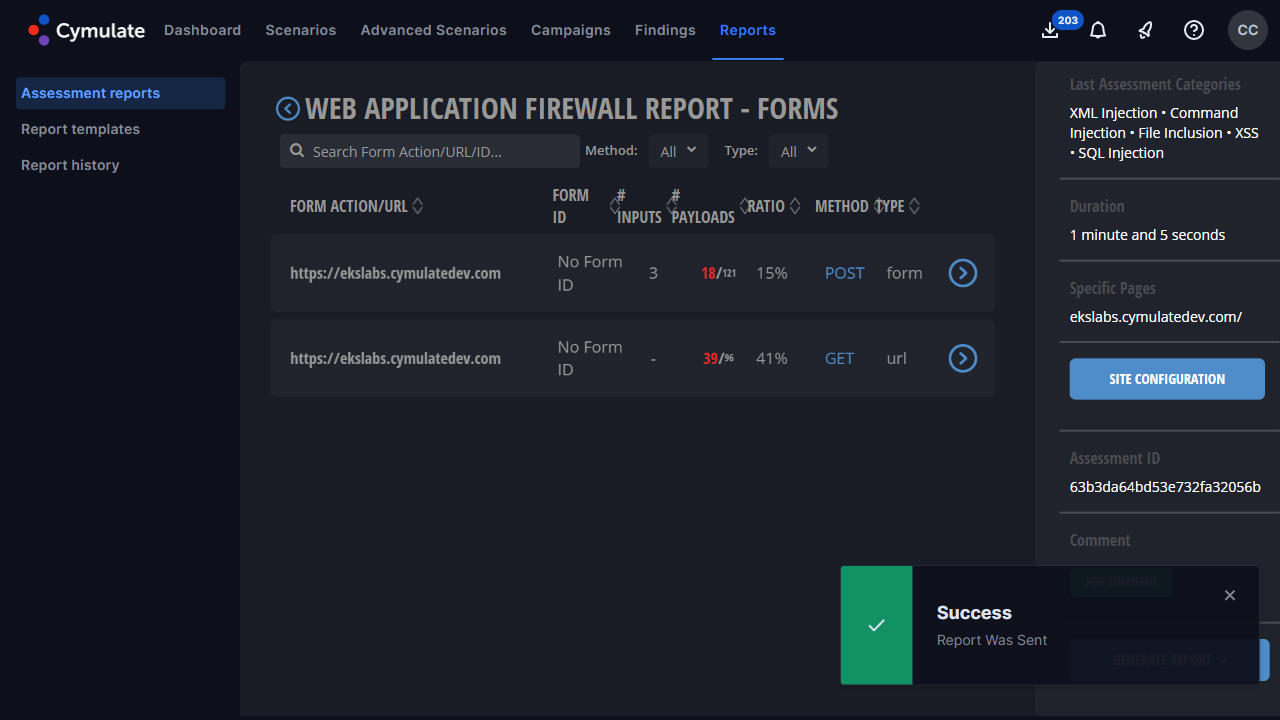 Cymulate
Dashboard
Scenarios
Advanced Scenarios
Campaigns
Findings
Reports
203
CC
Assessment reports
Report templates
Report history
WEB APPLICATION FIREWALL REPORT - FORMS
Search Form Action/URL/ID...
Method:
All
Type:
All
FORM ACTION/URL
FORM
ID
#
INPUTS
#
PAYLOADS
RATIO
METHOD
TYPE
https://ekslabs.cymulatedev.com
No Form
ID
3
18/121
15%
POST
form
https://ekslabs.cymulatedev.com
No Form
ID
-
39/96
41%
GET
url
Last Assessment Categories
XML Injection • Command
Injection • File Inclusion • XSS
• SQL Injection
Duration
1 minute and 5 seconds
Specific Pages
ekslabs.cymulatedev.com/
SITE CONFIGURATION
Assessment ID
63b3da64bd53e732fa32056b
Comment
ADD COMMENT
GENERATE REPORT
Success
Report Was Sent